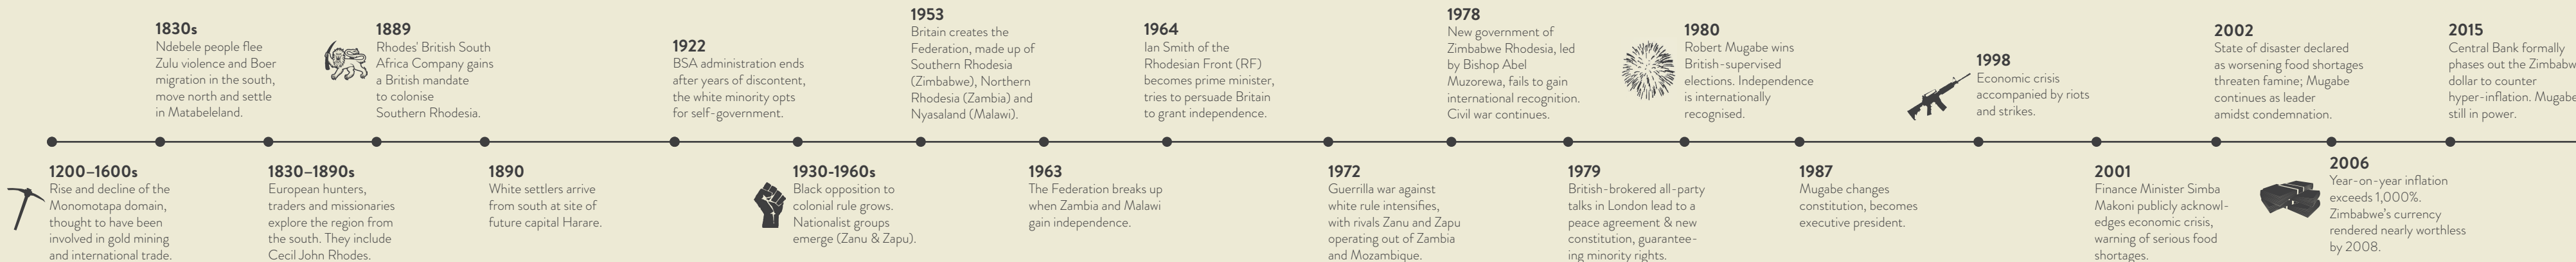 1200–1600s
Rise and decline of the
Monomotapa domain,
thought to have been
involved in gold mining
and international trade.
1830s
Ndebele people flee
Zulu violence and Boer
migration in the south,
move north and settle
in Matabeleland.
1830–1890s
European hunters,
traders and missionaries
explore the region from
the south. They include
Cecil John Rhodes.
1889
Rhodes' British South
Africa Company gains
a British mandate
to colonise
Southern Rhodesia.
1890
White settlers arrive
from south at site of
future capital Harare.
1922
BSA administration ends
after years of discontent,
the white minority opts
for self-government.
1930-1960s
Black opposition to
colonial rule grows.
Nationalist groups
emerge (Zanu & Zapu).
1953
Britain creates the
Federation, made up of
Southern Rhodesia
(Zimbabwe), Northern
Rhodesia (Zambia) and
Nyasaland (Malawi).
1963
The Federation breaks up
when Zambia and Malawi
gain independence.
1964
Ian Smith of the
Rhodesian Front (RF)
becomes prime minister,
tries to persuade Britain
to grant independence.
1972
Guerrilla war against
white rule intensifies,
with rivals Zanu and Zapu
operating out of Zambia
and Mozambique.
1978
New government of
Zimbabwe Rhodesia, led
by Bishop Abel
Muzorewa, fails to gain
international recognition.
Civil war continues.
1979
British-brokered all-party
talks in London lead to a
peace agreement & new
constitution, guarantee-
ing minority rights.
1980
Robert Mugabe wins
British-supervised
elections. Independence
is internationally
recognised.
1987
Mugabe changes
constitution, becomes
executive president.
1998
Economic crisis
accompanied by riots
and strikes.
2001
Finance Minister Simba
Makoni publicly acknowl-
edges economic crisis,
warning of serious food
shortages.
2002
State of disaster declared
as worsening food shortages
threaten famine; Mugabe
continues as leader
amidst condemnation.
2006
Year-on-year inflation
exceeds 1,000%.
Zimbabwe's currency
rendered nearly worthless
by 2008.
2015
Central Bank formally
phases out the Zimbabw
dollar to counter
hyper-inflation. Mugabe
still in power.